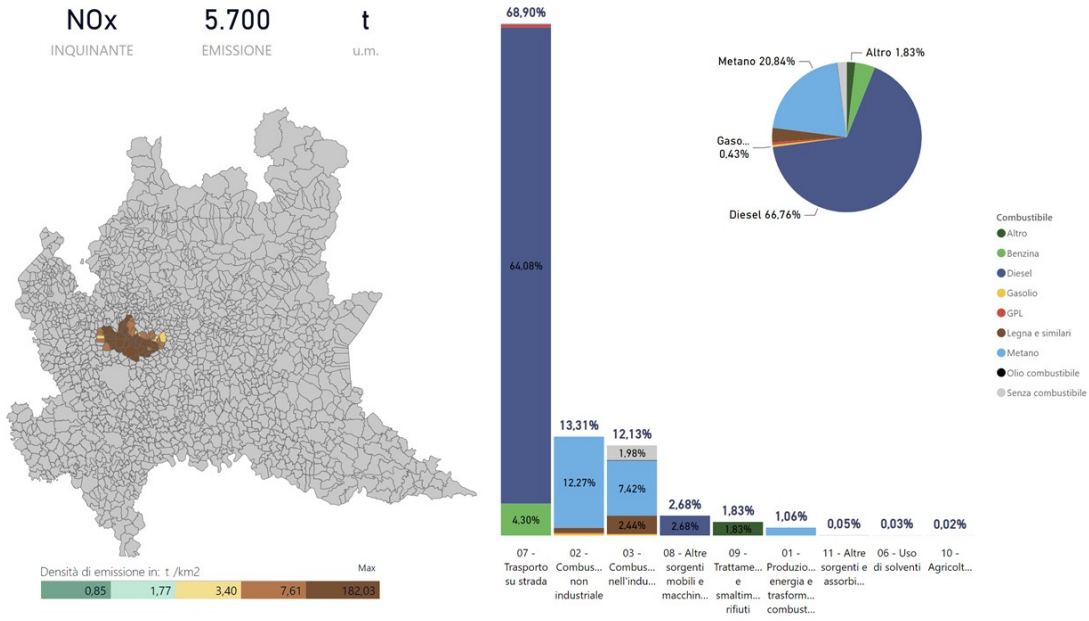 NOx
5.700
t
INQUINANTE
EMISSIONE
u.m.
Densità di emissione in: t /km2
Max
0,85
1,77
3,40
7,61
182,03
68,90%
64,08%
4,30%
13,31%
12,27%
12,13%
1,98%
7,42%
2,44%
2,68%
2,68%
1,83%
1,83%
1,06%
0,05%
0,03%
0,02%
07 -
Trasporto
su strada
02 -
Combus...
non
industriale
03 -
Combus...
nell'indu...
08 - Altre
sorgenti
mobili e
macchin...
09 -
Trattame...
e
smaltim...
rifiuti
01 -
Produzio...
energia e
trasform...
combust...
11 - Altre
sorgenti e
assorbi...
06 - Uso
di solventi
10 -
Agricolt...
Altro 1,83%
Metano 20,84%
Gaso...
0,43%
Diesel 66,76%
Combustibile
Altro
Benzina
Diesel
Gasolio
GPL
Legna e similari
Metano
Olio combustibile
Senza combustibile